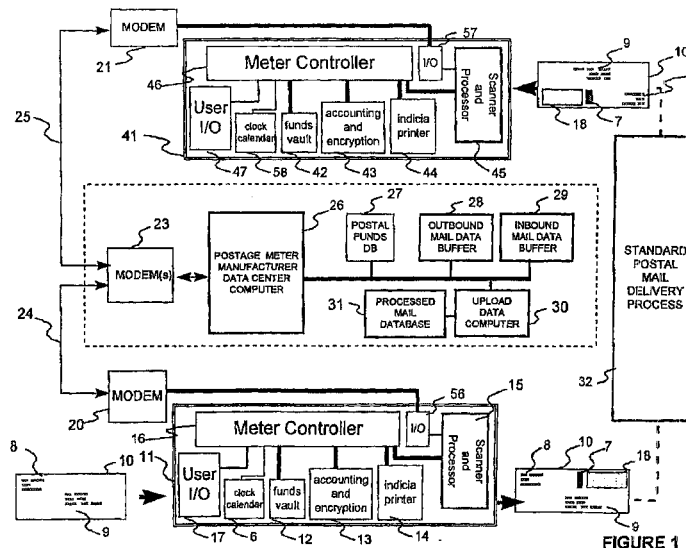 MODEM
21
57
I/O
46
Meter Controller
Scanner
and
Processor
9
10
7
18
25
User
I/O
clock
calendar
funds
vault
accounting
and
encryption
indicia
printer
41
47
58
42
43
44
45
23
MODEM(s)
26
POSTAGE METER
MANUFACTURER
DATA CENTER
COMPUTER
27
POSTAL
FUNDS
DB
28
OUTBOUND
MAIL DATA
BUFFER
29
INBOUND
MAIL DATA
BUFFER
STANDARD
POSTAL
MAIL
DELIVERY
PROCESS
24
31
PROCESSED
MAIL
DATABASE
UPLOAD
DATA
COMPUTER
30
32
MODEM
20
56
I/O
15
16
Meter Controller
Scanner
and
Processor
8
10
9
11
User
I/O
clock
calendar
funds
vault
accounting
and
encryption
indicia
printer
17
6
12
13
14
8
10
7
18
9
FIGURE 1